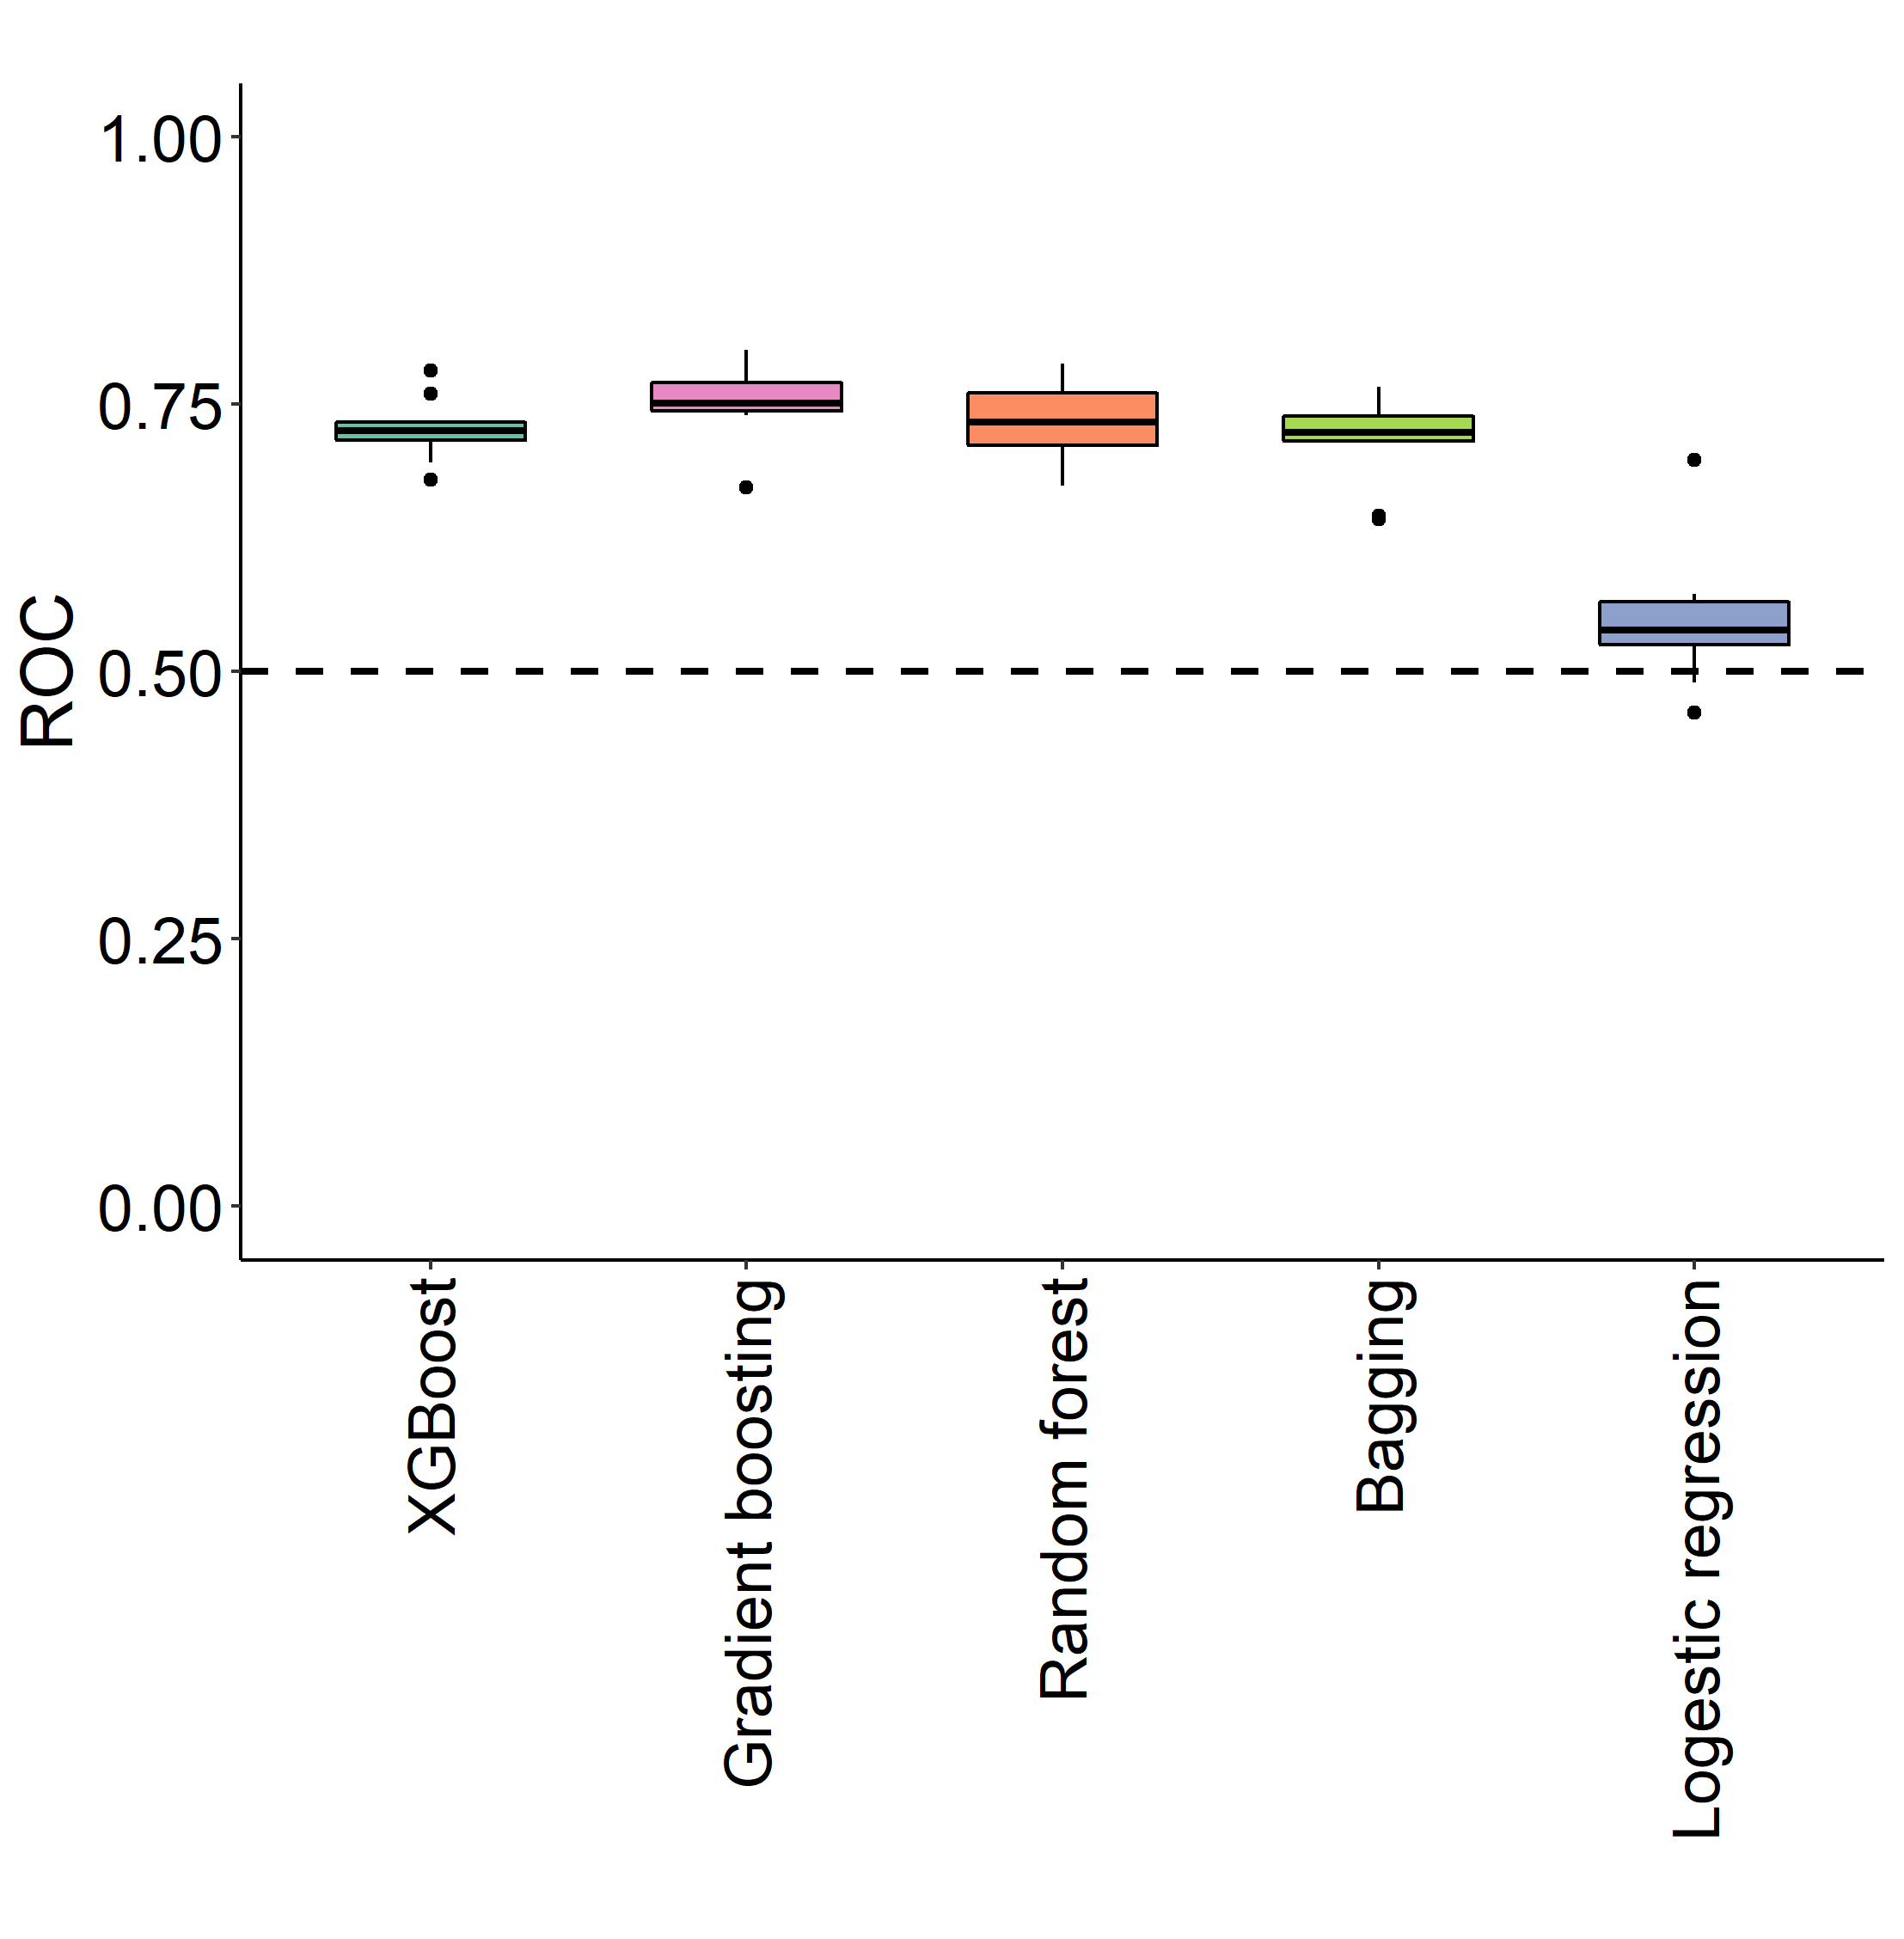 ROC
1.00
0.75
0.50
0.25
0.00
XGBoost
Gradient boosting
Random forest
Bagging
Logestic regression